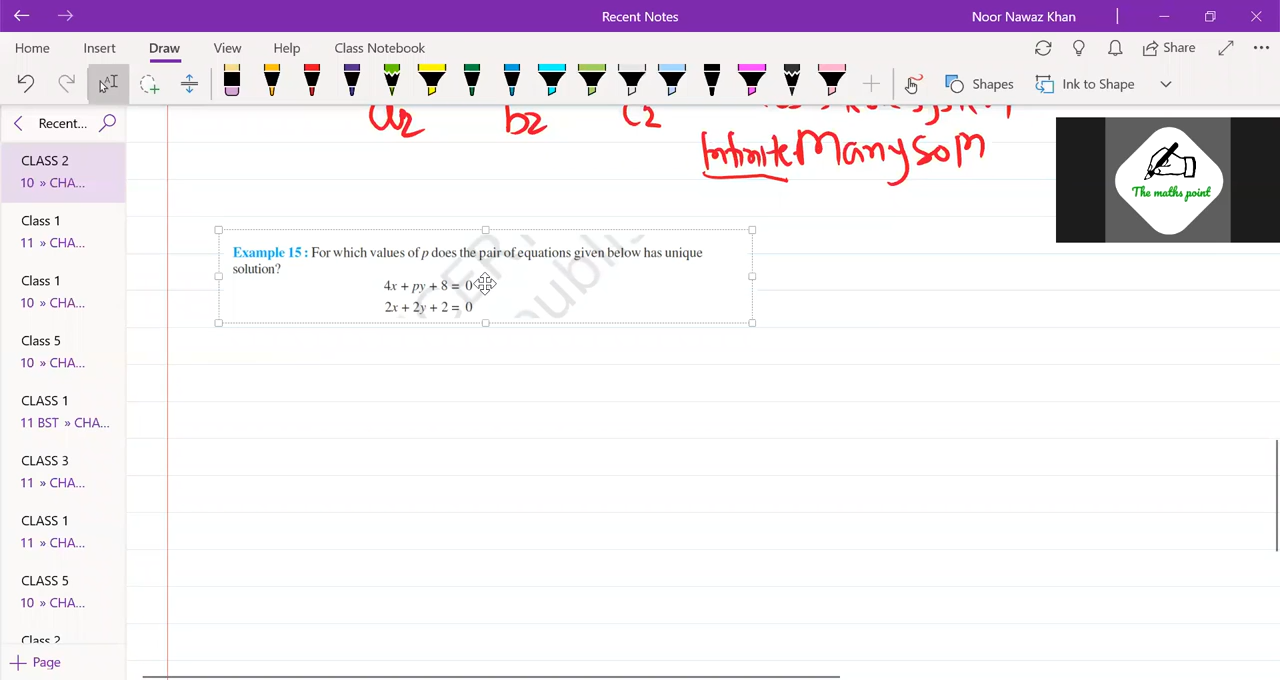 Recent Notes
Noor Nawaz Khan
Home Insert Draw View Help Class Notebook
Share
Shapes
Ink to Shape
Recent...
a2 b2 c2
Infinite Many Soln
The maths point
CLASS 2
10 » CHA...
Class 1
11 » CHA...
Class 1
10 » CHA...
Class 5
10 » CHA...
CLASS 1
11 BST » CHA...
CLASS 3
11 » CHA...
CLASS 1
11 » CHA...
CLASS 5
10 » CHA...
Class 2
Page
Example 15 : For which values of p does the pair of equations given below has unique
solution?
4x + py + 8 = 0
2x + 2y + 2 = 0